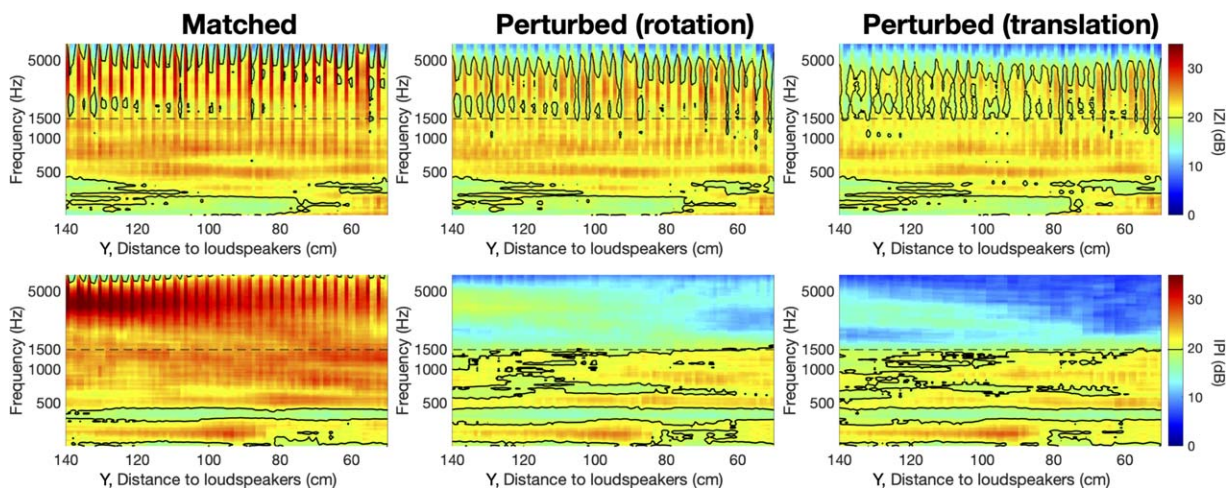 Matched Perturbed (rotation) Perturbed (translation)
Frequency (Hz)
5000
1500
1000
500
140 120 100 80 60
Y, Distance to loudspeakers (cm)
Frequency (Hz)
5000
1500
1000
500
140 120 100 80 60
Y, Distance to loudspeakers (cm)
Frequency (Hz)
5000
1500
1000
500
140 120 100 80 60
Y, Distance to loudspeakers (cm)
30
20
10
0
IZI (dB)
Frequency (Hz)
5000
1500
1000
500
140 120 100 80 60
Y, Distance to loudspeakers (cm)
Frequency (Hz)
5000
1500
1000
500
140 120 100 80 60
Y, Distance to loudspeakers (cm)
Frequency (Hz)
5000
1500
1000
500
140 120 100 80 60
Y, Distance to loudspeakers (cm)
30
20
10
0
IPI (dB)